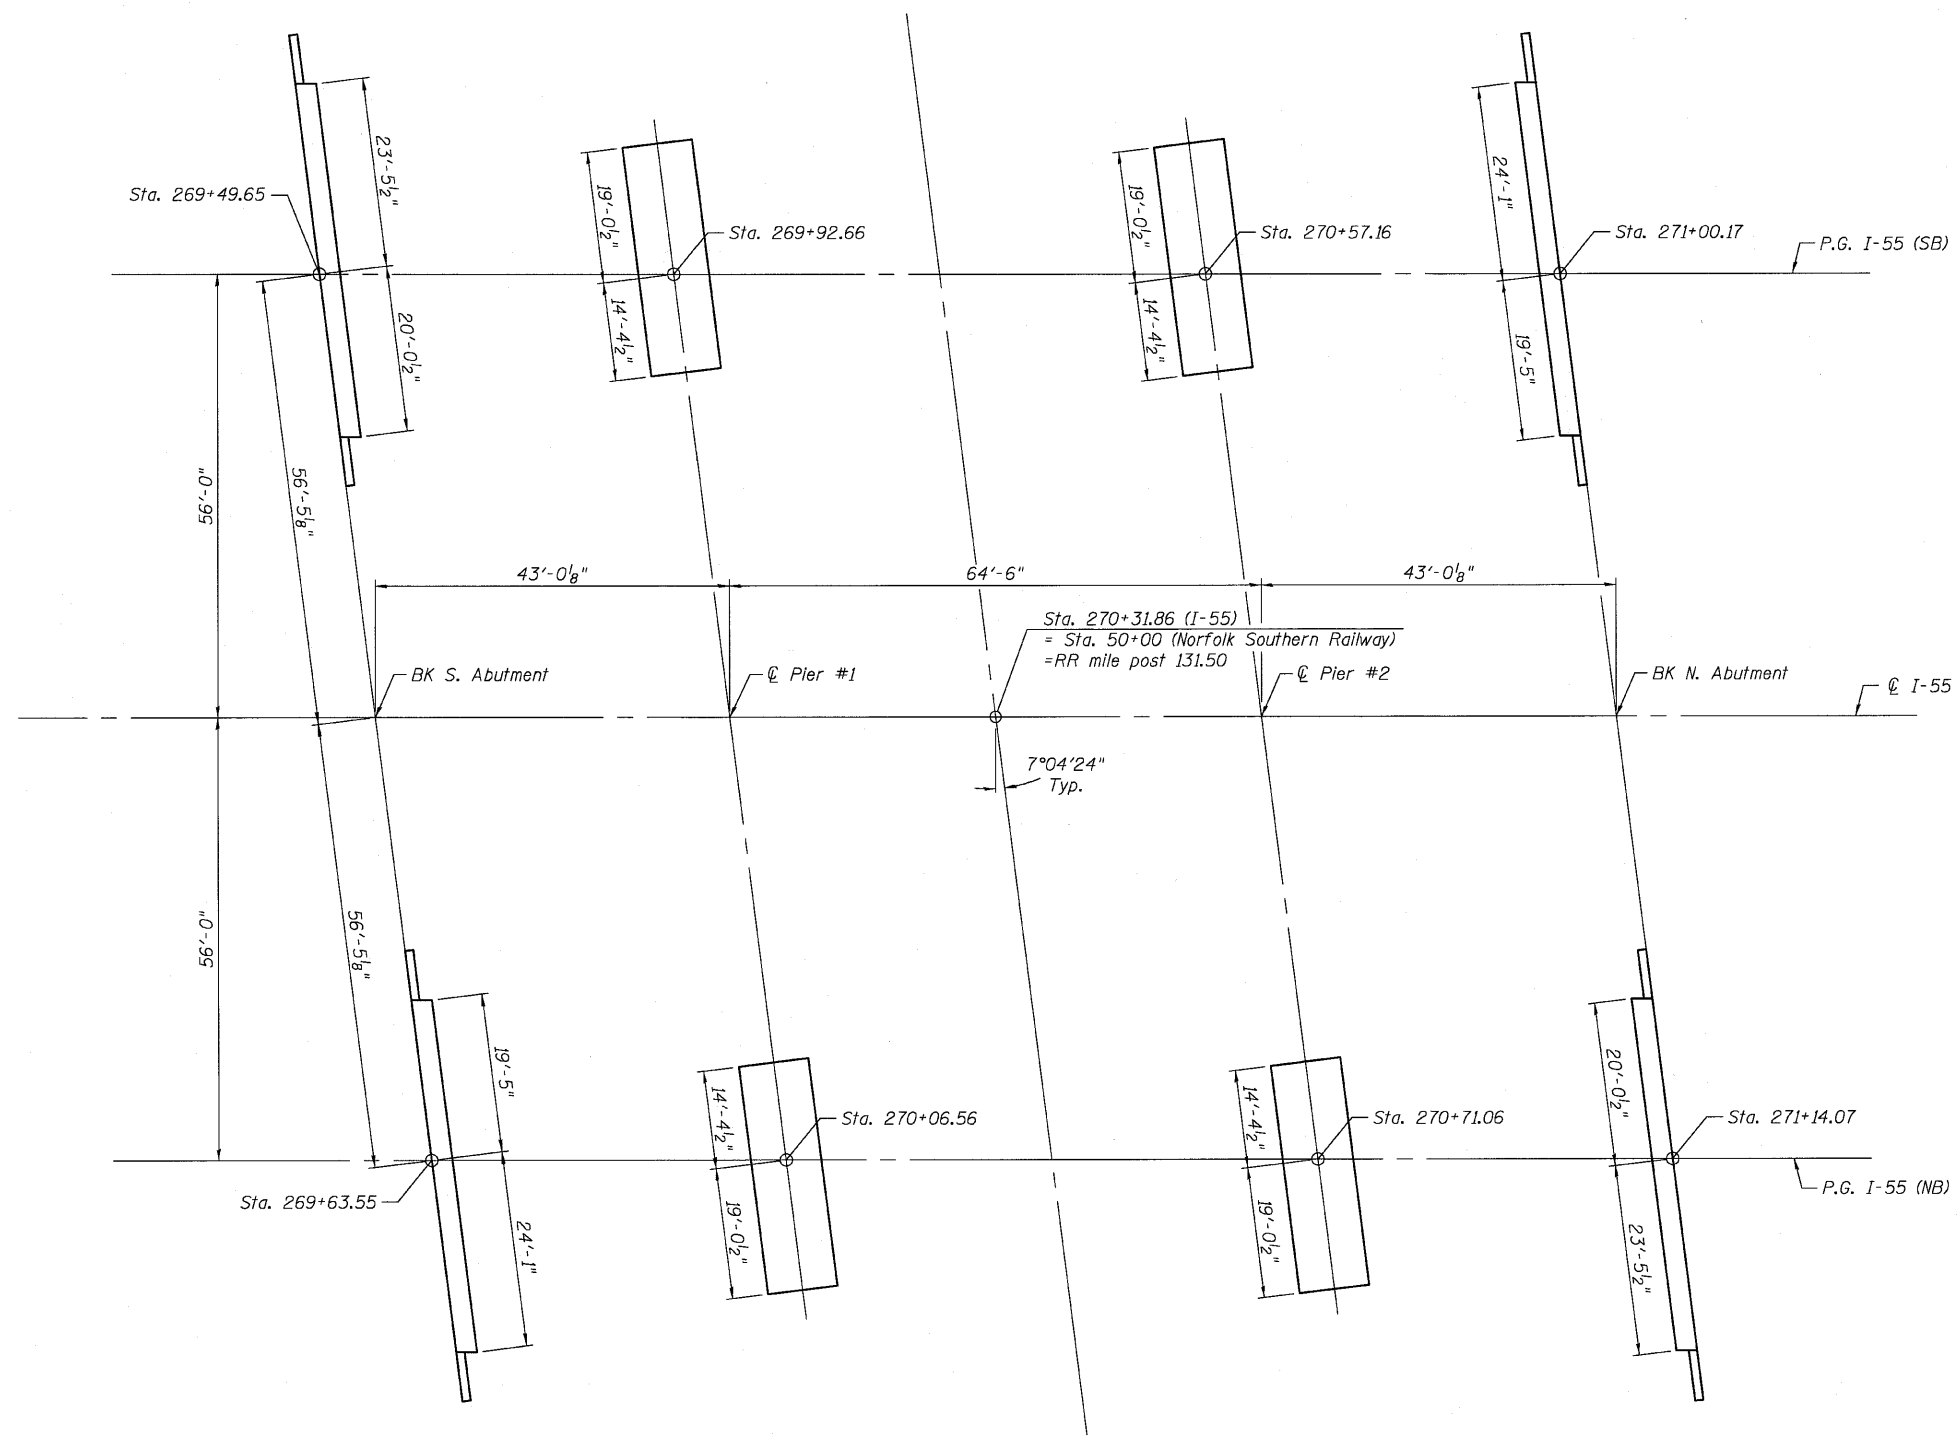 23'-5½"
24'-1"
Sta. 269+49.65
19'-0½"
Sta. 269+92.66
19'-0½"
Sta. 270+57.16
Sta. 271+00.17
P.G. I-55 (SB)
20'-0½"
14'-4½"
14'-4½"
19'-5"
56'-0"
56'-5⅛"
43'-0⅛"
64'-6"
43'-0⅛"
Sta. 270+31.86 (I-55)
= Sta. 50+00 (Norfolk Southern Railway)
=RR mile post 131.50
BK S. Abutment
℄ Pier #1
℄ Pier #2
BK N. Abutment
℄ I-55
7°04'24"
Typ.
56'-0"
56'-5⅛"
19'-5"
14'-4½"
Sta. 270+06.56
14'-4½"
Sta. 270+71.06
20'-0½"
Sta. 271+14.07
Sta. 269+63.55
24'-1"
19'-0½"
19'-0½"
23'-5½"
P.G. I-55 (NB)